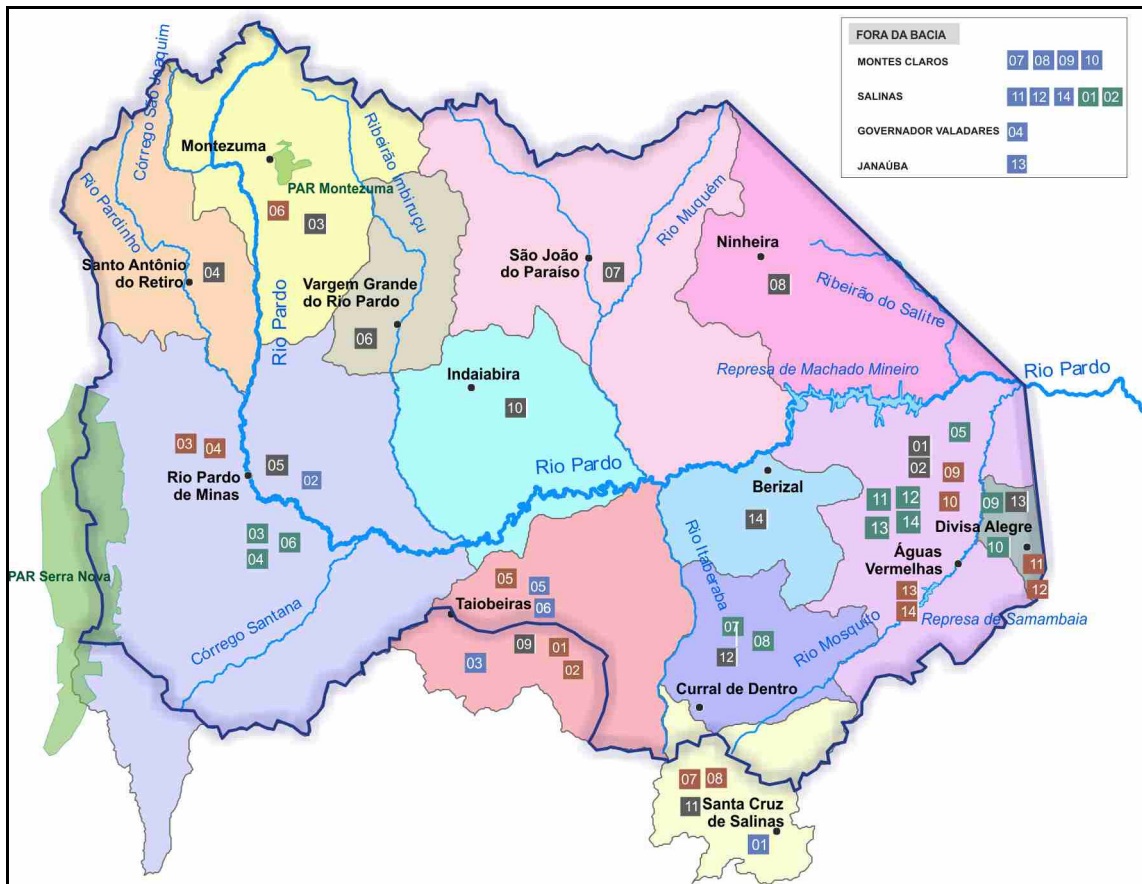 FORA DA BACIA
MONTES CLAROS 07 08 09 10
SALINAS 11 12 14 01 02
GOVERNADOR VALADARES 04
JANAÚBA 13
Córrego São Joaquim
Rio Pardinho
Montezuma
PAR Montezuma
06
03
Ribeirão Imbiruçu
Santo Antônio
do Retiro
04
Rio Pardo
Vargem Grande
do Rio Pardo
06
São João
do Paraíso
07
Rio Muquém
Ninheira
08
Ribeirão do Salitre
Represa de Machado Mineiro
Rio Pardo
Indaiabira
10
Rio Pardo
03
04
05
02
Rio Pardo
de Minas
03
06
04
PAR Serra Nova
Córrego Santana
Berizal
14
01
05
02
09
11
12
10
13
14
09
13
Divisa Alegre
10
11
12
Águas
Vermelhas
13
14
Represa de Samambaia
Rio Mosquito
Rio Itaberaba
05
05
06
Taiobeiras
09
01
03
02
07
08
12
Curral de Dentro
07
08
11
Santa Cruz
de Salinas
01